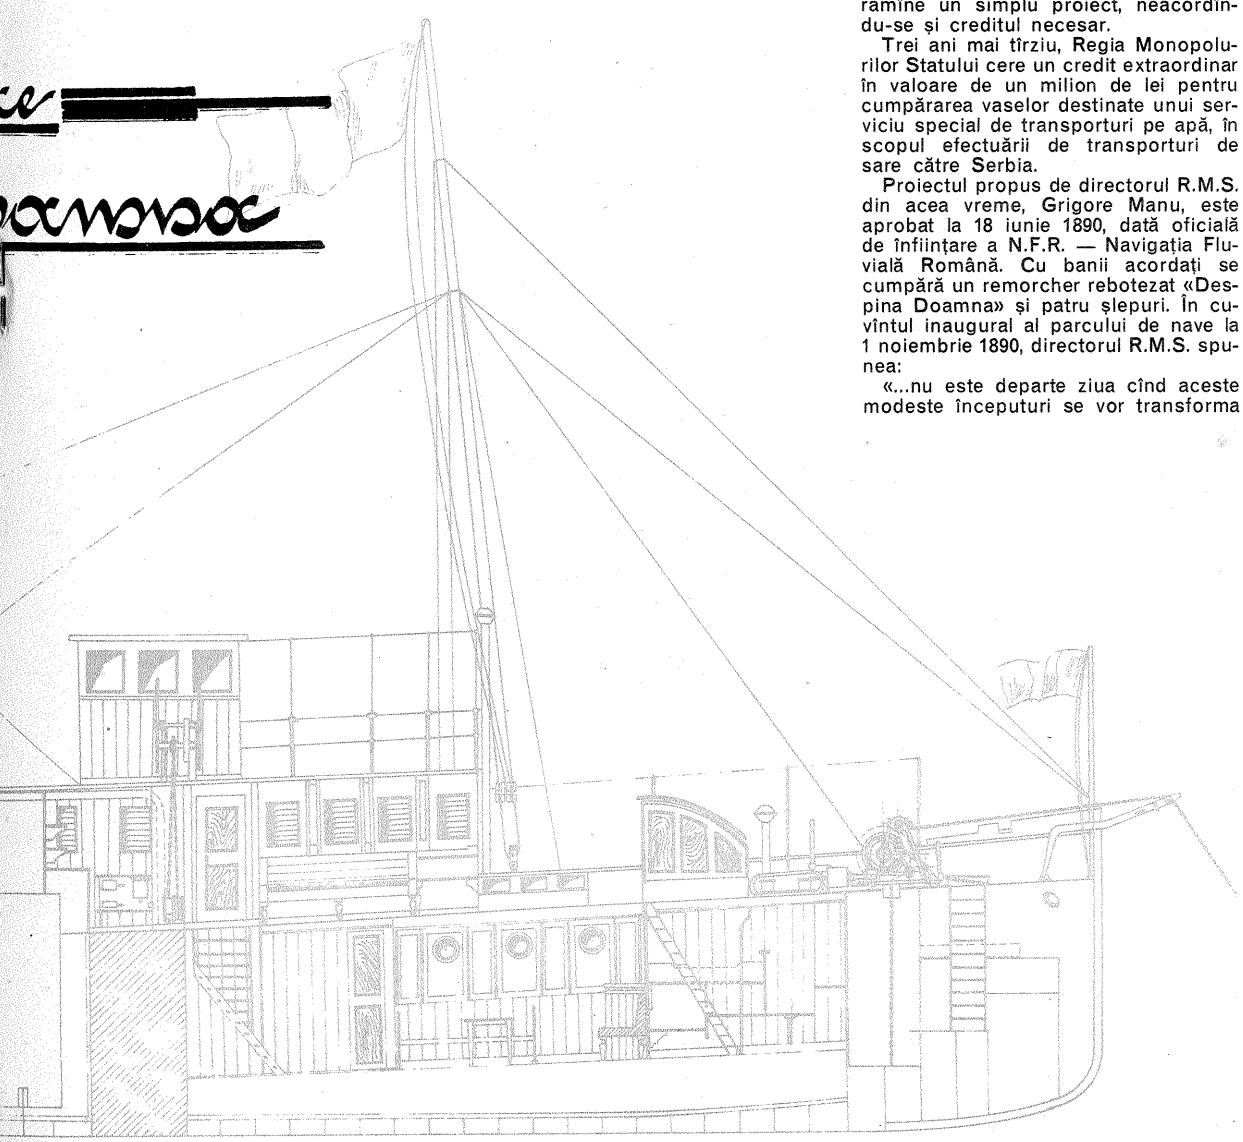 rămîne un simplu proiect, neacordîn-
du-se și creditul necesar.
Trei ani mai tîrziu, Regia Monopolu-
rilor Statului cere un credit extraordinar
în valoare de un milion de lei pentru
cumpărarea vaselor destinate unui ser-
viciu special de transporturi pe apă, în
scopul efectuării de transporturi de
sare către Serbia.
Proiectul propus de directorul R.M.S.
din acea vreme, Grigore Manu, este
aprobat la 18 iunie 1890, dată oficială
de înființare a N.F.R. — Navigația Flu-
vială Română. Cu banii acordați se
cumpără un remorcher rebotezat «Des-
pina Doamna» și patru șlepuri. În cu-
vîntul inaugural al parcului de nave la
1 noiembrie 1890, directorul R.M.S. spu-
nea:
«...nu este departe ziua cînd aceste
modeste începuturi se vor transforma